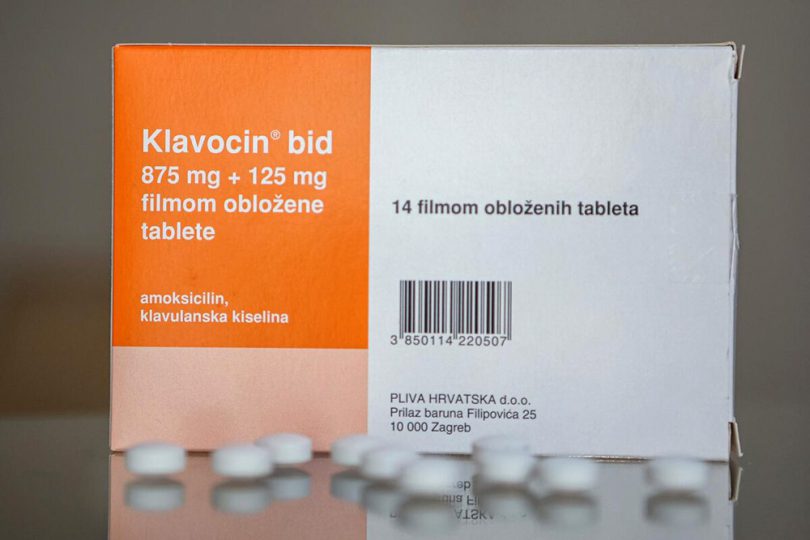 Klavocin® bid
875 mg + 125 mg
filmom obložene
tablete
amoksicilin,
klavulanska kiselina
14 filmom obloženih tableta
3 850114 220507
PLIVA HRVATSKA d.o.o.
Prilaz baruna Filipovića 25
10 000 Zagreb